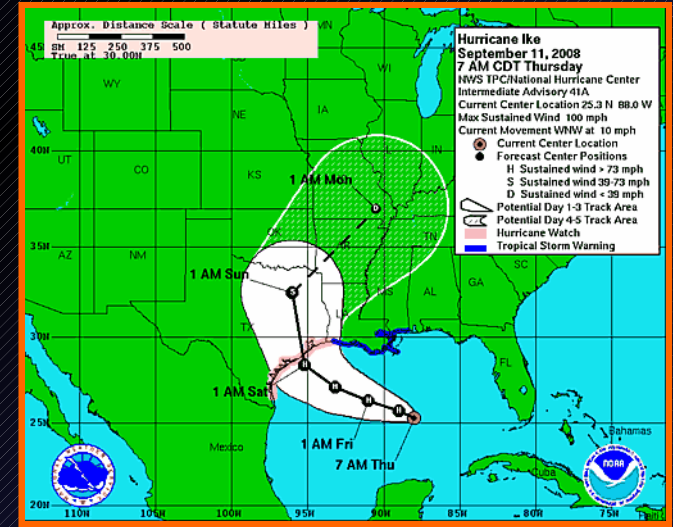 Approx. Distance Scale ( Statute Miles )
SM 125 250 375 500
True at 30.00N
Hurricane Ike
September 11, 2008
7 AM CDT Thursday
NWS TPC/National Hurricane Center
Intermediate Advisory 41A
Current Center Location 25.3 N 88.0 W
Max Sustained Wind 100 mph
Current Movement WNW at 10 mph
Current Center Location
Forecast Center Positions
H Sustained wind > 73 mph
S Sustained wind 39-73 mph
D Sustained wind < 39 mph
Potential Day 1-3 Track Area
Potential Day 4-5 Track Area
Hurricane Watch
Tropical Storm Warning
45N
MN
WI
WY
NE
IA
40N
UT
CO
KS
IN
1 AM Mon
D
35N
AZ
NM
OK
TN
SC
1 AM Sun
S
MS
AL
GA
TX
LA
30N
H
1 AM Sat
H
H
H
FL
25N
1 AM Fri
7 AM Thu
Mexico
Bahamas
NOAA
Cuba
20N
110W
105W
100W
95W
90W
85W
80W
75W
Haiti